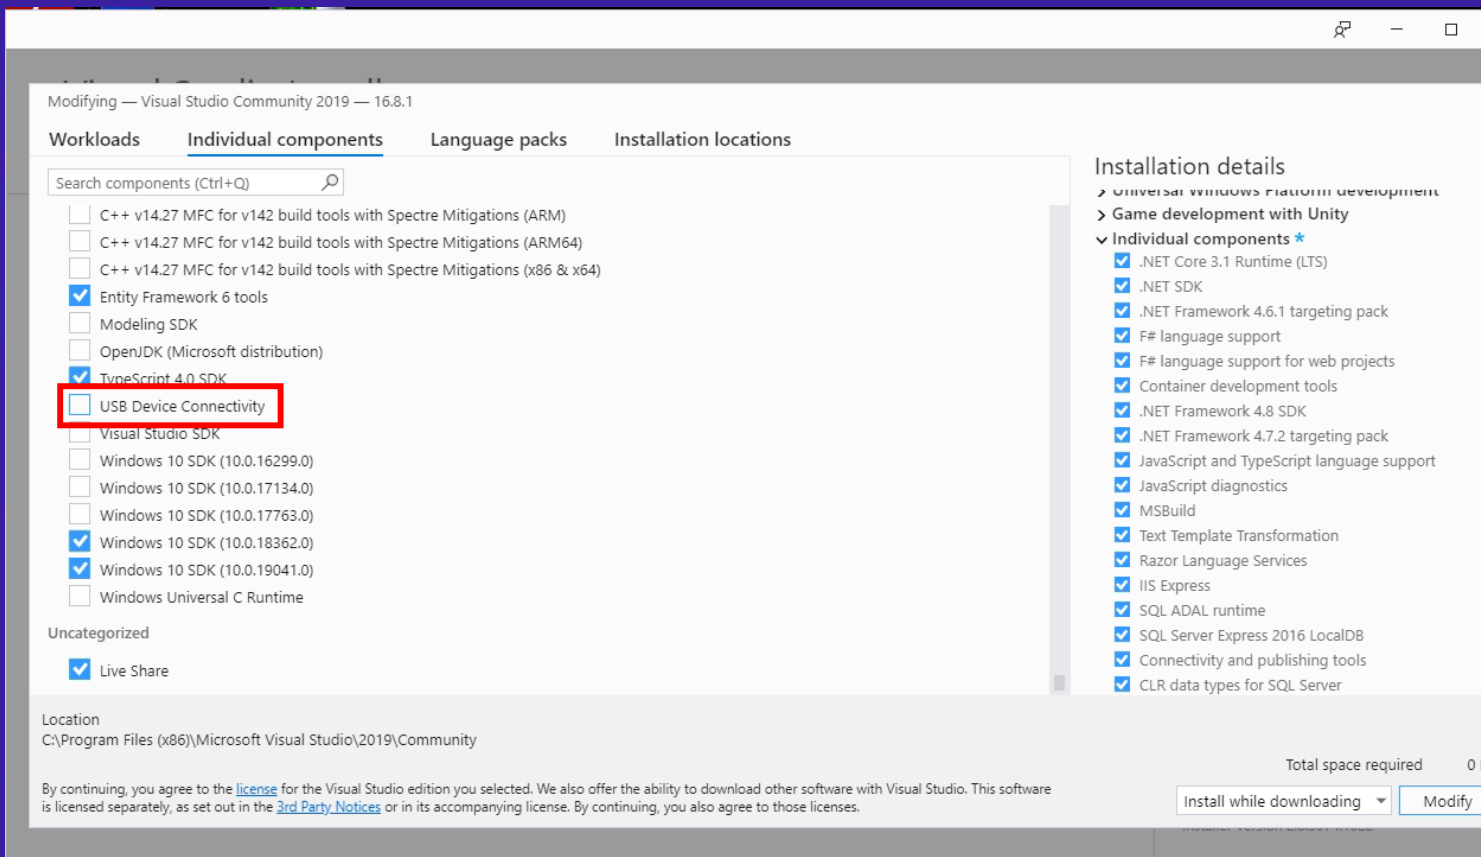 Modifying — Visual Studio Community 2019 — 16.8.1
Workloads
Individual components
Language packs
Installation locations
Search components (Ctrl+Q)
C++ v14.27 MFC for v142 build tools with Spectre Mitigations (ARM)
C++ v14.27 MFC for v142 build tools with Spectre Mitigations (ARM64)
C++ v14.27 MFC for v142 build tools with Spectre Mitigations (x86 & x64)
Entity Framework 6 tools
Modeling SDK
OpenJDK (Microsoft distribution)
TypeScript 4.0 SDK
USB Device Connectivity
Visual Studio SDK
Windows 10 SDK (10.0.16299.0)
Windows 10 SDK (10.0.17134.0)
Windows 10 SDK (10.0.17763.0)
Windows 10 SDK (10.0.18362.0)
Windows 10 SDK (10.0.19041.0)
Windows Universal C Runtime
Uncategorized
Live Share
Installation details
Universal Windows Platform development
Game development with Unity
Individual components *
.NET Core 3.1 Runtime (LTS)
.NET SDK
.NET Framework 4.6.1 targeting pack
F# language support
F# language support for web projects
Container development tools
.NET Framework 4.8 SDK
.NET Framework 4.7.2 targeting pack
JavaScript and TypeScript language support
JavaScript diagnostics
MSBuild
Text Template Transformation
Razor Language Services
IIS Express
SQL ADAL runtime
SQL Server Express 2016 LocalDB
Connectivity and publishing tools
CLR data types for SQL Server
Location
C:\Program Files (x86)\Microsoft Visual Studio\2019\Community
Total space required 0
By continuing, you agree to the license for the Visual Studio edition you selected. We also offer the ability to download other software with Visual Studio. This software
is licensed separately, as set out in the 3rd Party Notices or in its accompanying license. By continuing, you also agree to those licenses.
Install while downloading
Modify